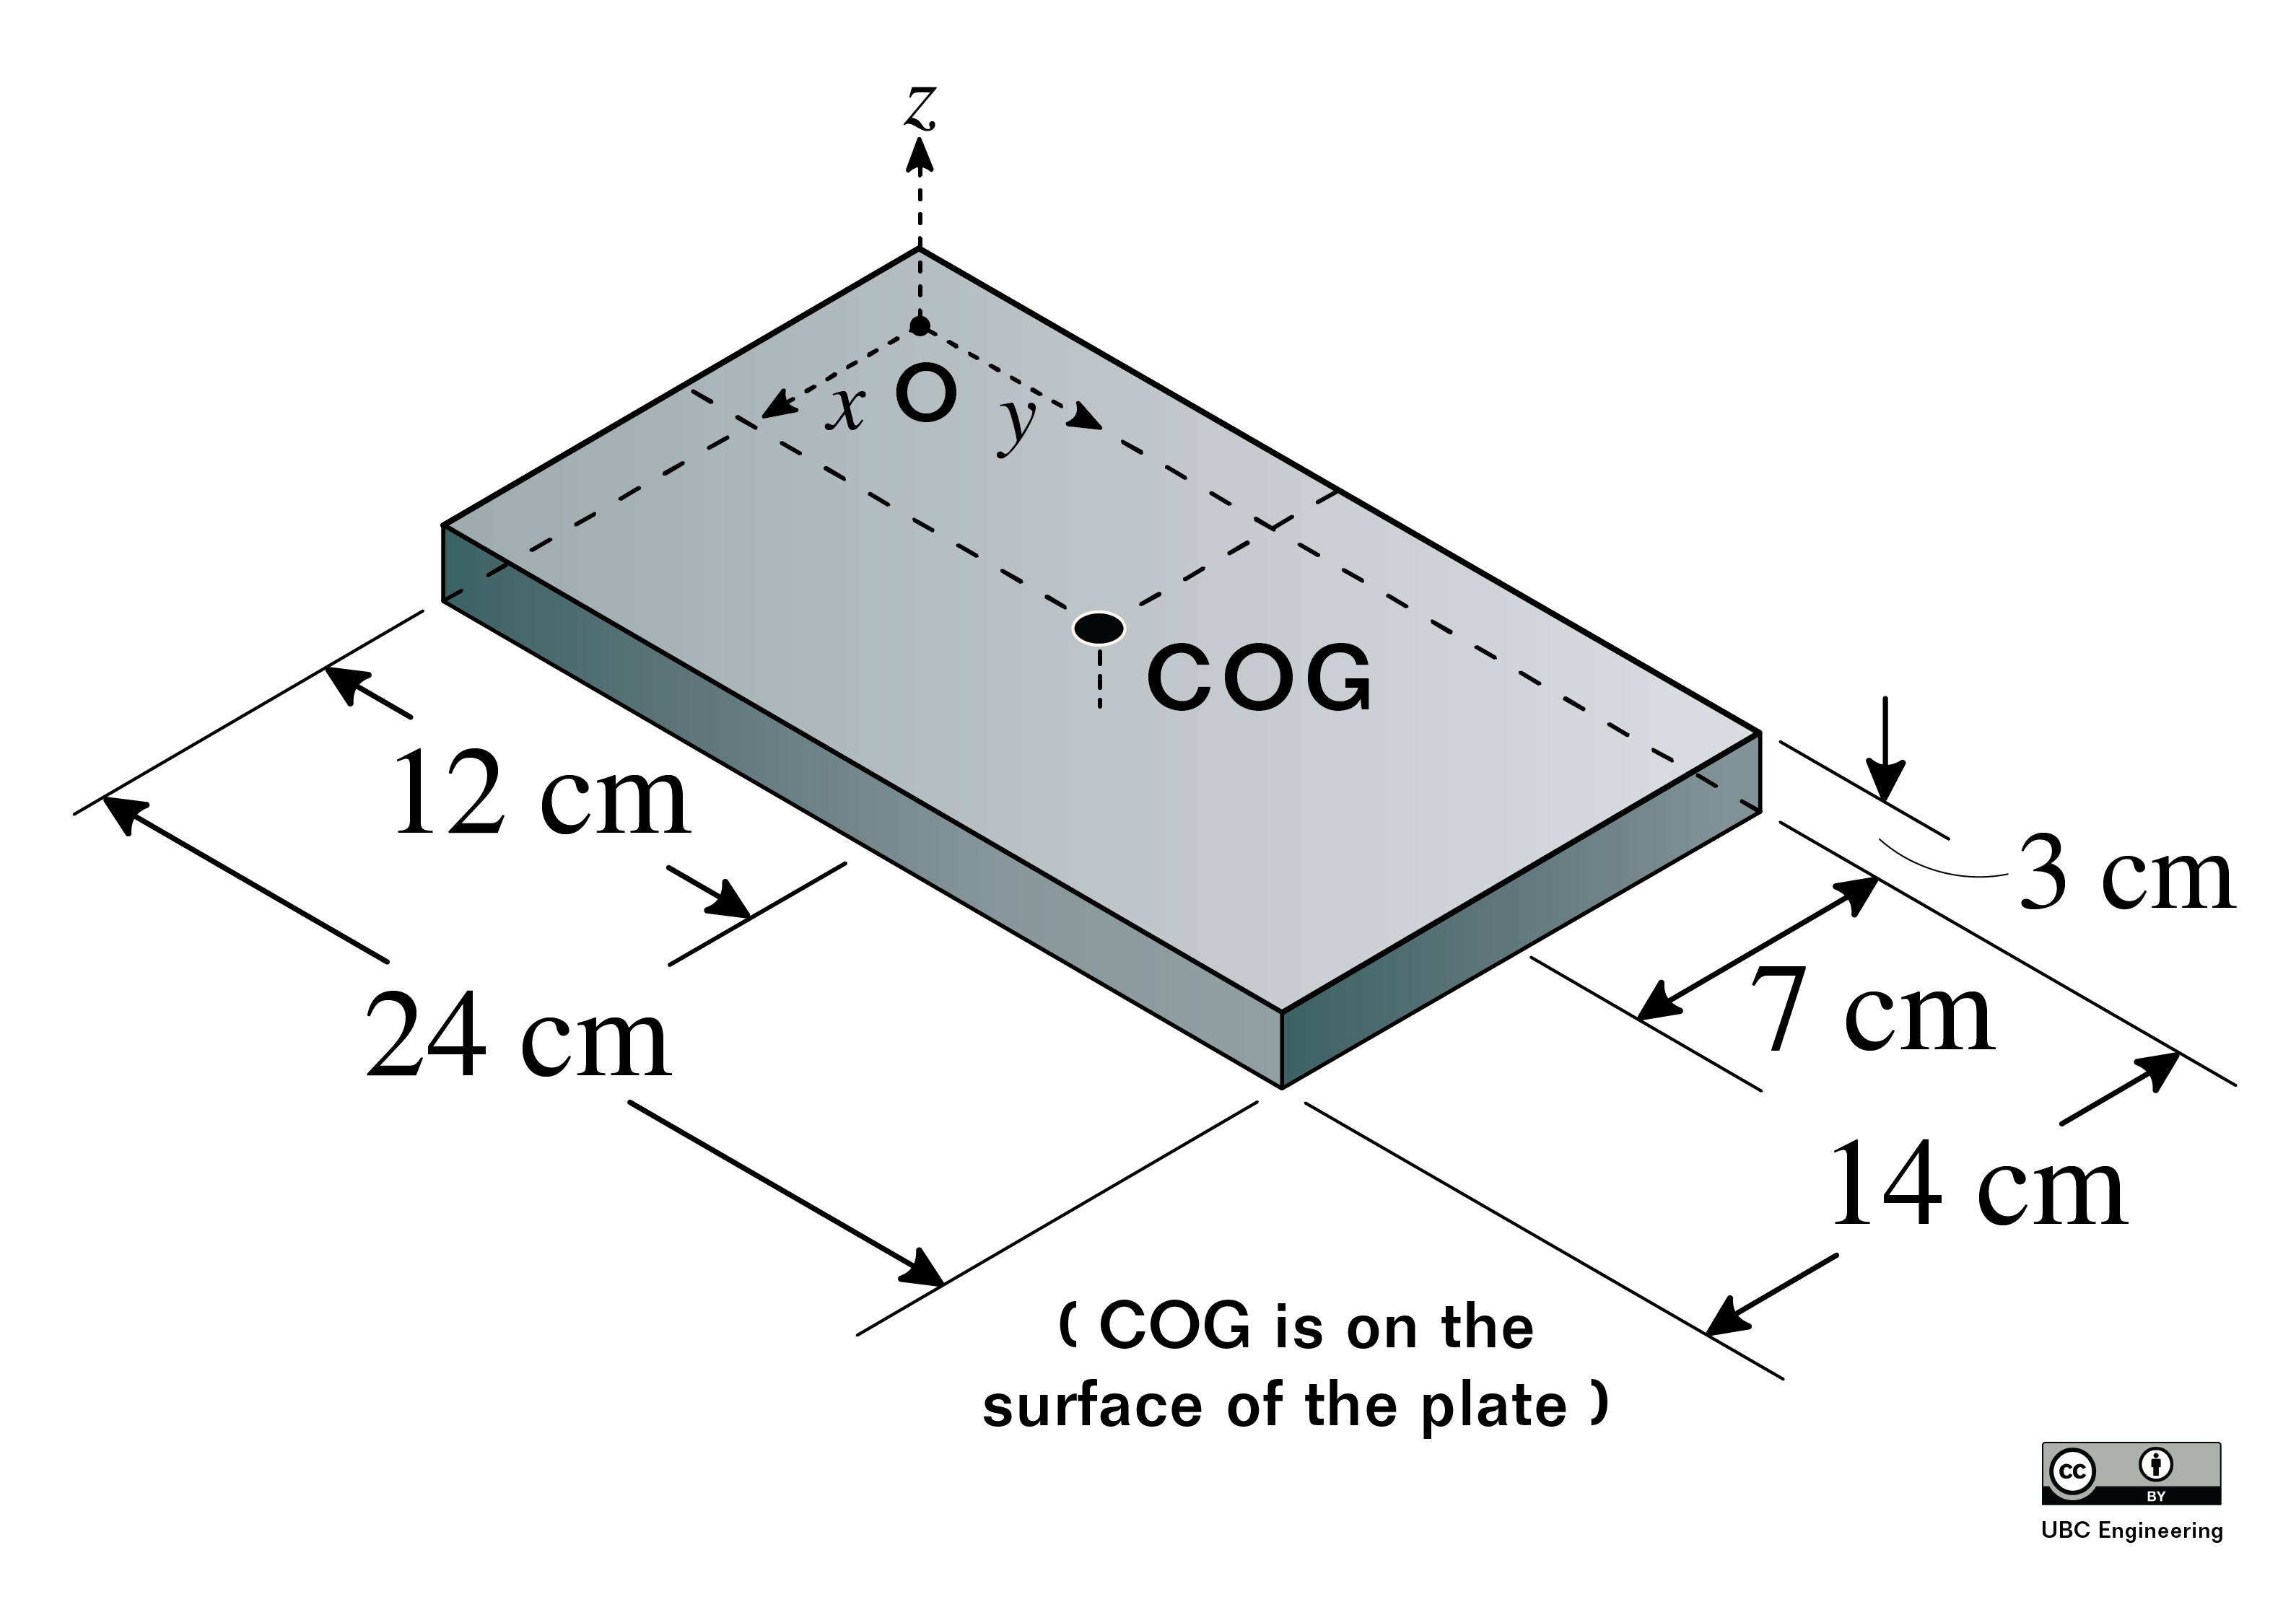 z
x
O
y
COG
12 cm
3 cm
24 cm
7 cm
14 cm
( COG is on the
surface of the plate )
CC
BY
UBC Engineering